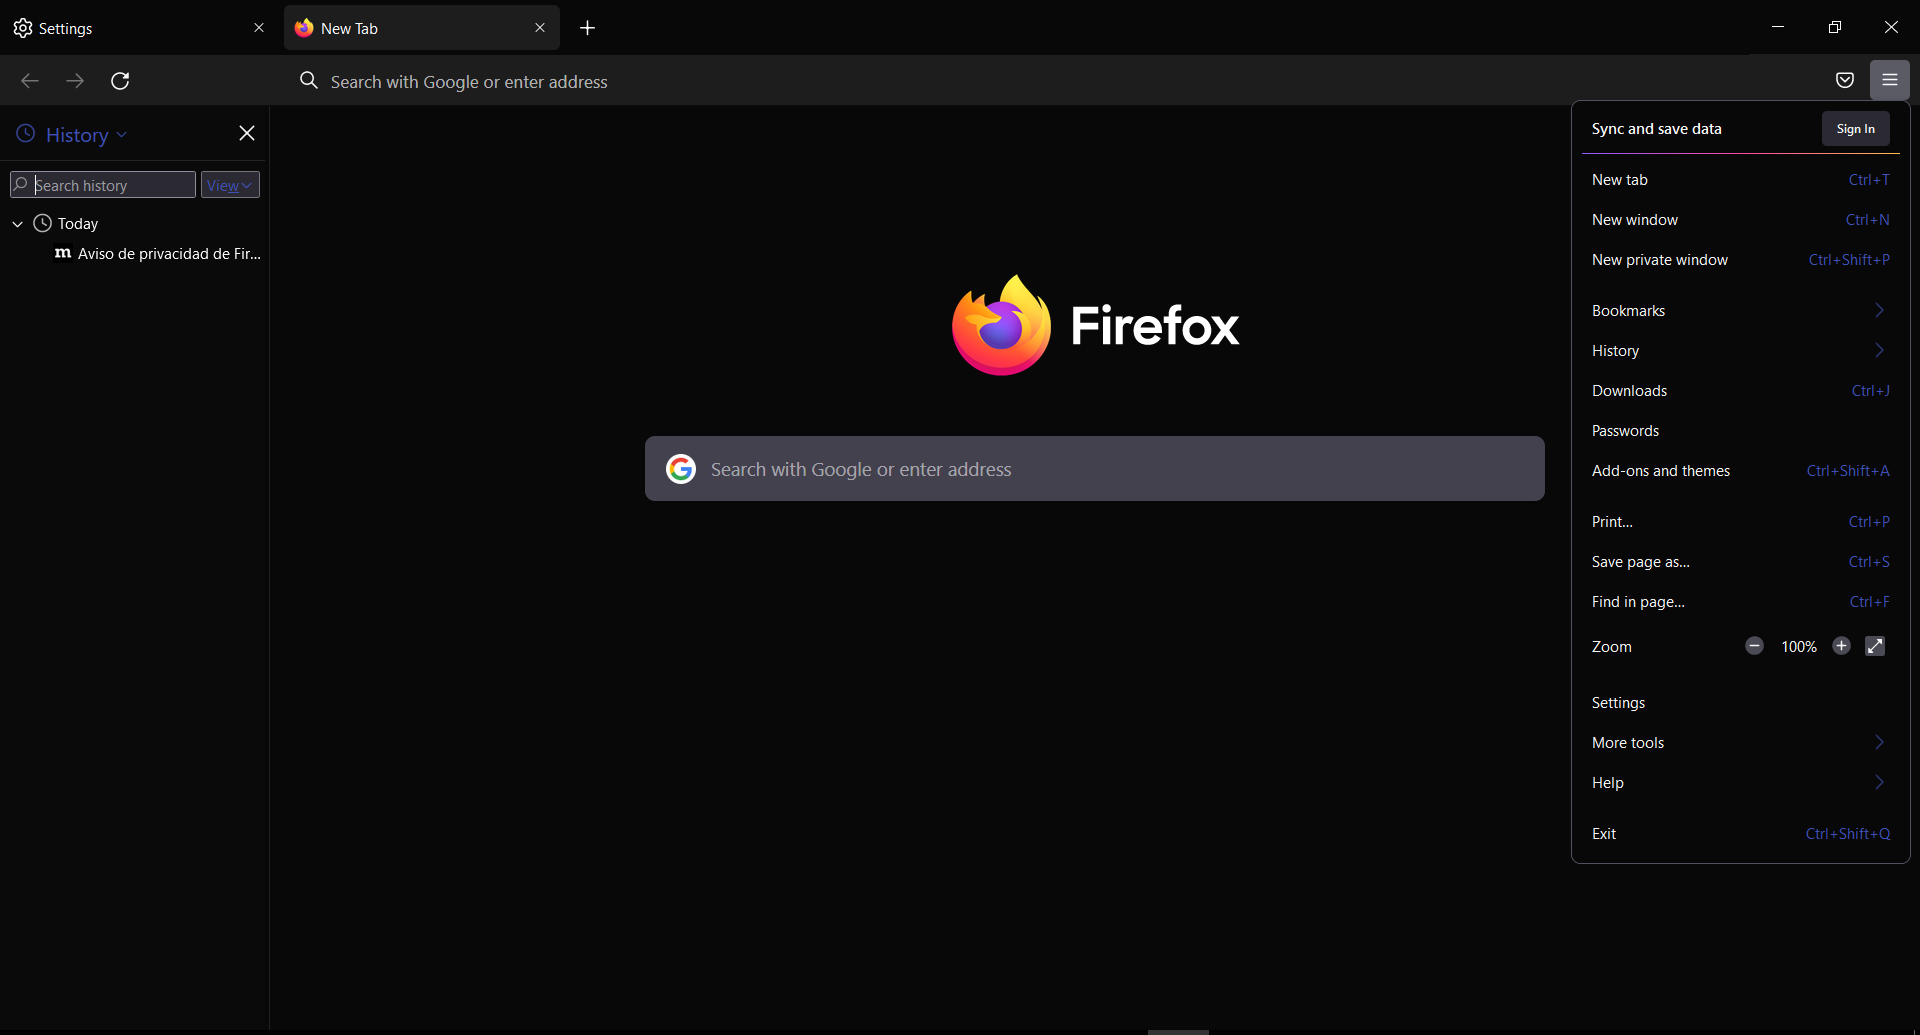 Settings
New Tab
Search with Google or enter address
History
Search history
View
Today
m Aviso de privacidad de Fir...
Firefox
Search with Google or enter address
Sync and save data Sign In
New tab Ctrl+T
New window Ctrl+N
New private window Ctrl+Shift+P
Bookmarks
History
Downloads Ctrl+J
Passwords
Add-ons and themes Ctrl+Shift+A
Print... Ctrl+P
Save page as... Ctrl+S
Find in page... Ctrl+F
Zoom 100%
Settings
More tools
Help
Exit Ctrl+Shift+Q